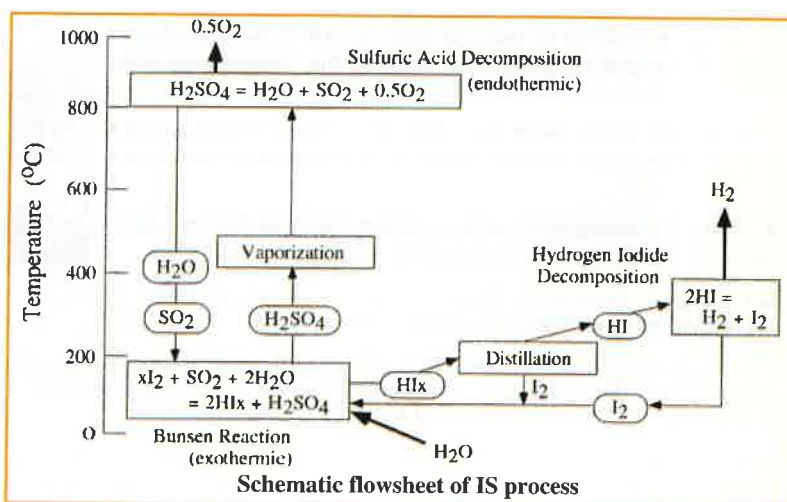 0.5O₂
1000
Sulfuric Acid Decomposition
(endothermic)
H₂SO₄ = H₂O + SO₂ + 0.5O₂
800
Temperature (°C)
600
H₂
Vaporization
Hydrogen Iodide
Decomposition
H₂O
400
2HI =
H₂ + I₂
SO₂
H₂SO₄
HI
200
Distillation
xI₂ + SO₂ + 2H₂O
= 2HIx + H₂SO₄
HIx
I₂
I₂
0
Bunsen Reaction
(exothermic)
H₂O
Schematic flowsheet of IS process